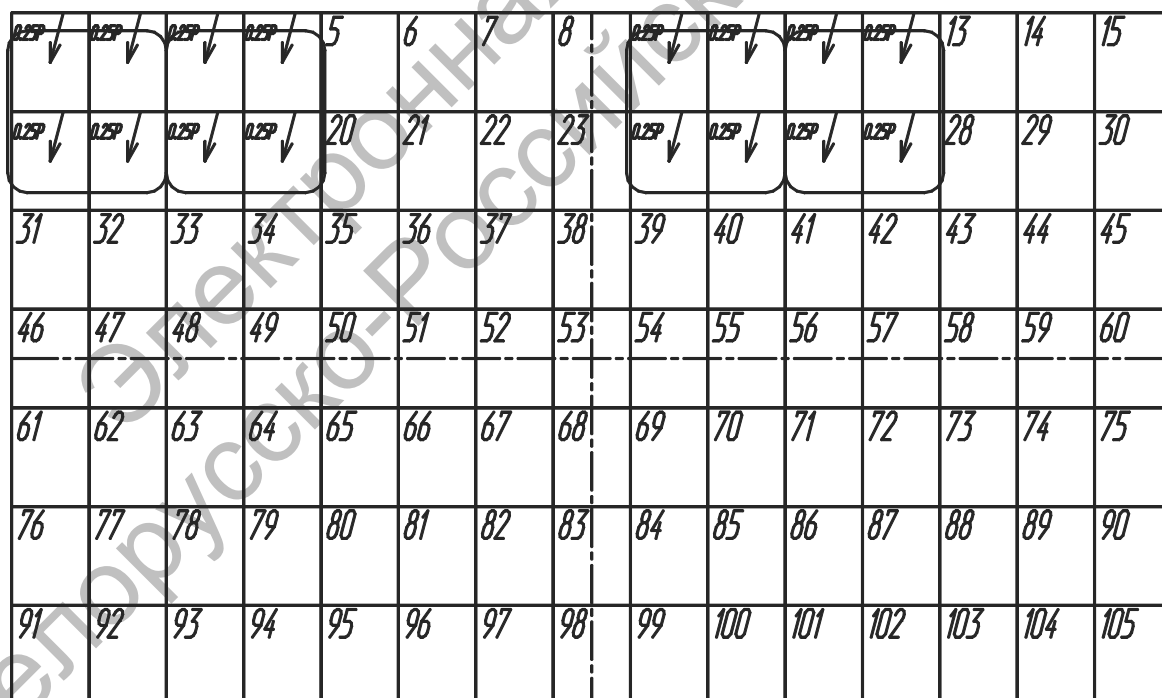 0.25P 0.25P 0.25P 0.25P 5 6 7 8 0.25P 0.25P 0.25P 0.25P 13 14 15
0.25P 0.25P 0.25P 0.25P 20 21 22 23 0.25P 0.25P 0.25P 0.25P 28 29 30
31 32 33 34 35 36 37 38 39 40 41 42 43 44 45
46 47 48 49 50 51 52 53 54 55 56 57 58 59 60
61 62 63 64 65 66 67 68 69 70 71 72 73 74 75
76 77 78 79 80 81 82 83 84 85 86 87 88 89 90
91 92 93 94 95 96 97 98 99 100 101 102 103 104 105
Электронна
елорусско-Российск